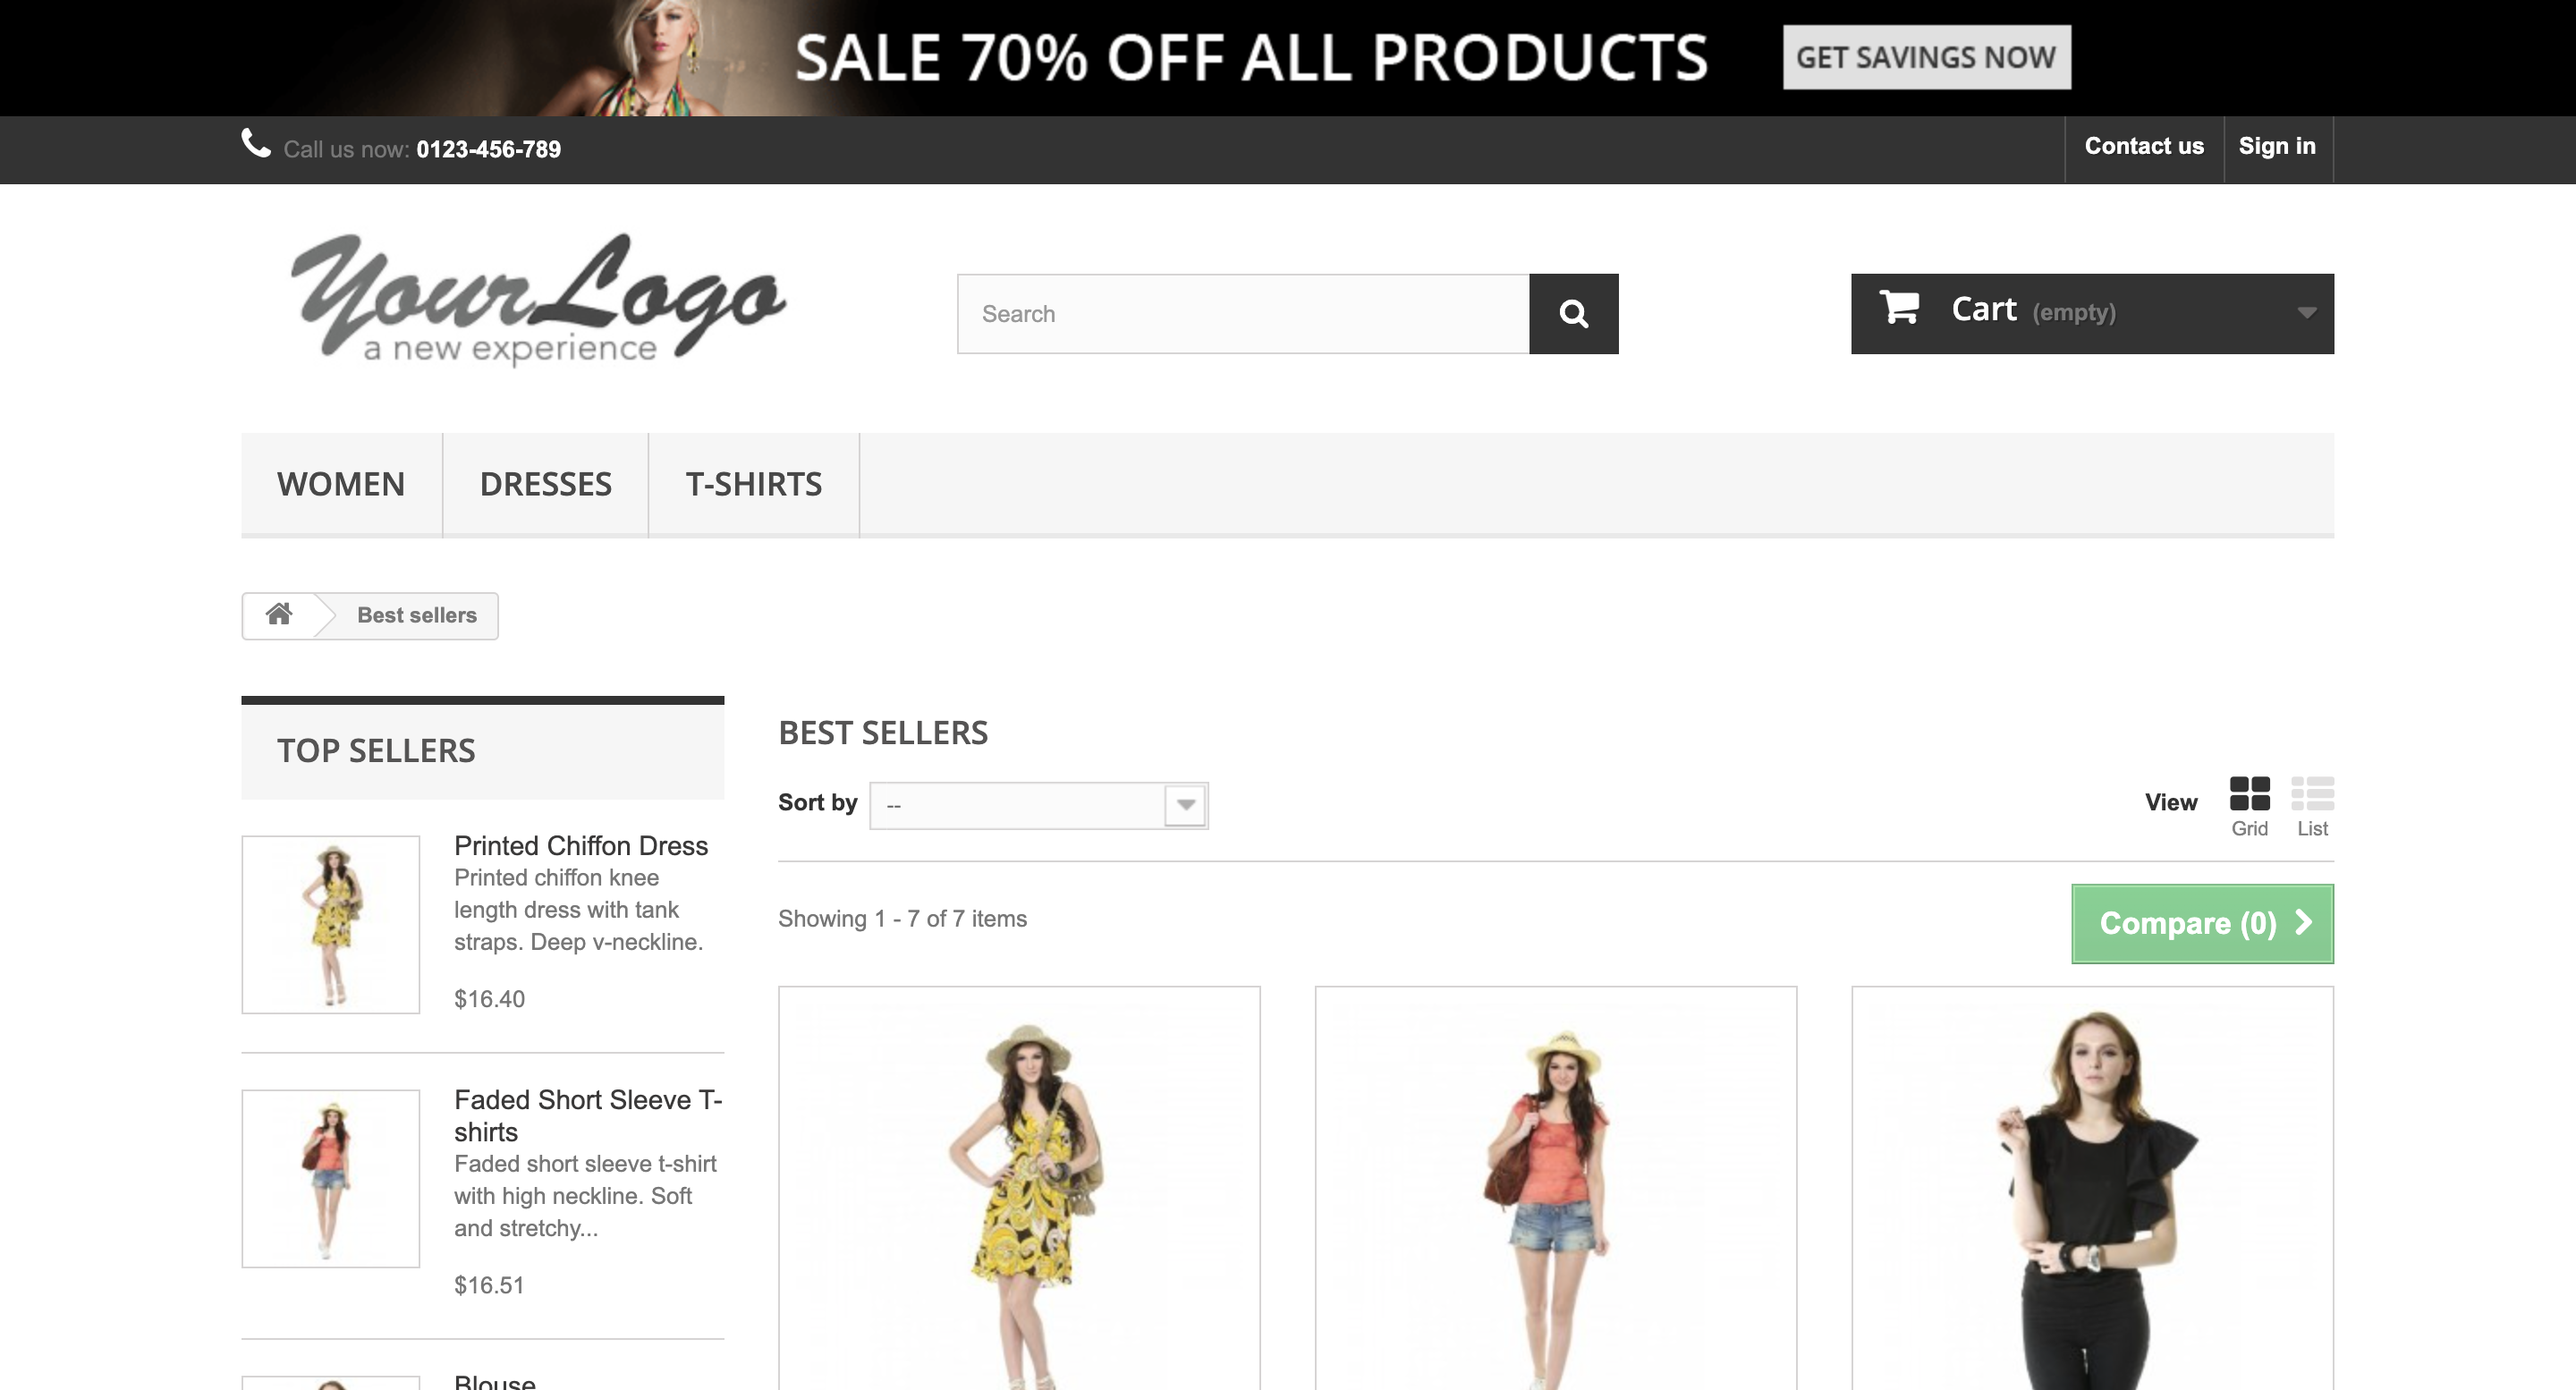 SALE 70% OFF ALL PRODUCTS
GET SAVINGS NOW
Call us now: 0123-456-789
Contact us
Sign in
YourLogo
a new experience
Search
Cart (empty)
WOMEN
DRESSES
T-SHIRTS
Best sellers
TOP SELLERS
Printed Chiffon Dress
Printed chiffon knee
length dress with tank
straps. Deep v-neckline.
$16.40
Faded Short Sleeve T-
shirts
Faded short sleeve t-shirt
with high neckline. Soft
and stretchy...
$16.51
Blouse
BEST SELLERS
Sort by
--
View
Grid
List
Showing 1 - 7 of 7 items
Compare (0)